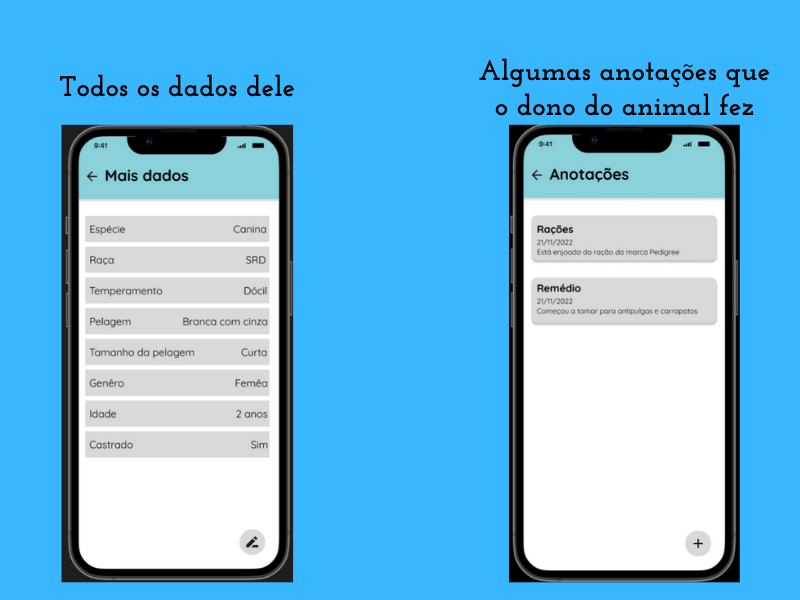 Todos os dados dele
9:41
Mais dados
Espécie Canina
Raça SRD
Temperamento Dócil
Pelagem Branca com cinza
Tamanho da pelagem Curta
Genêro Femêa
Idade 2 anos
Castrado Sim
Algumas anotações que
o dono do animal fez
9:41
Anotações
Rações
21/11/2022
Está enjoada da ração da marca Pedigree
Remédio
21/11/2022
Começou a tomar para antipulgas e carrapatos